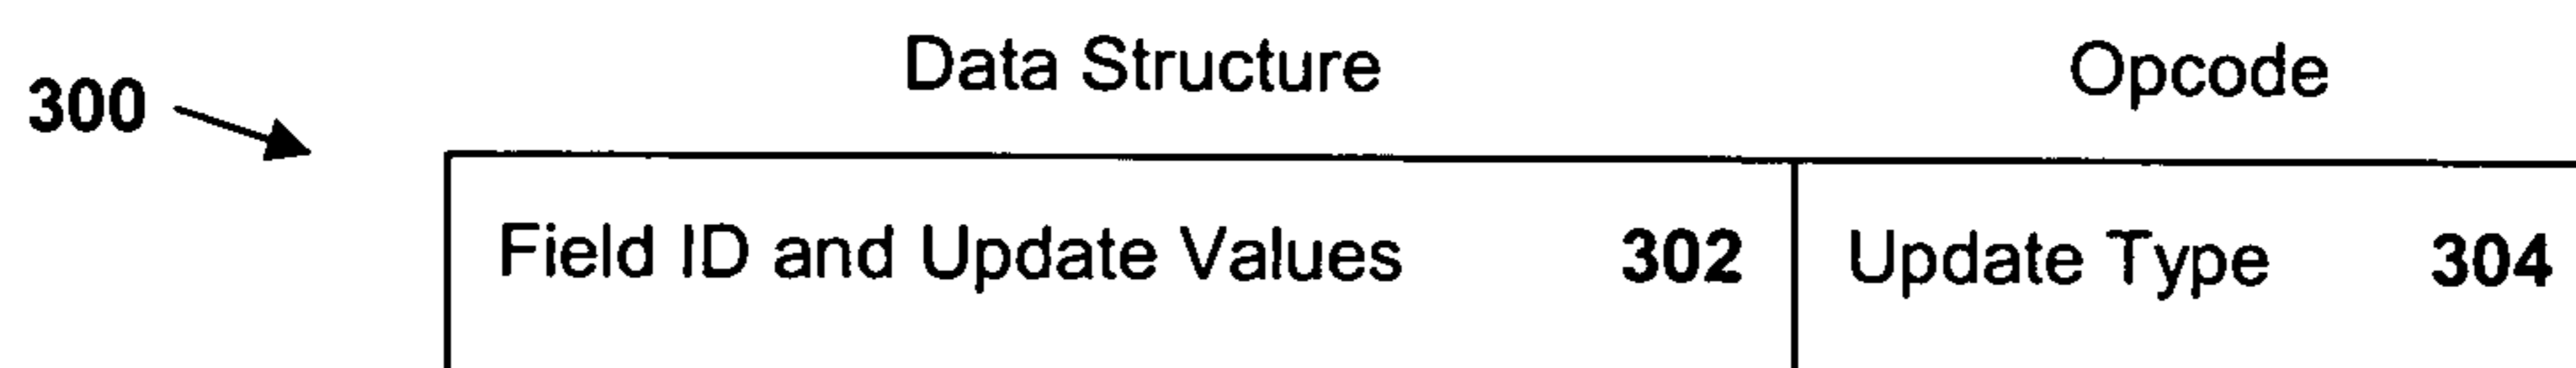 Data Structure Opcode
300
Field ID and Update Values 302 Update Type 304